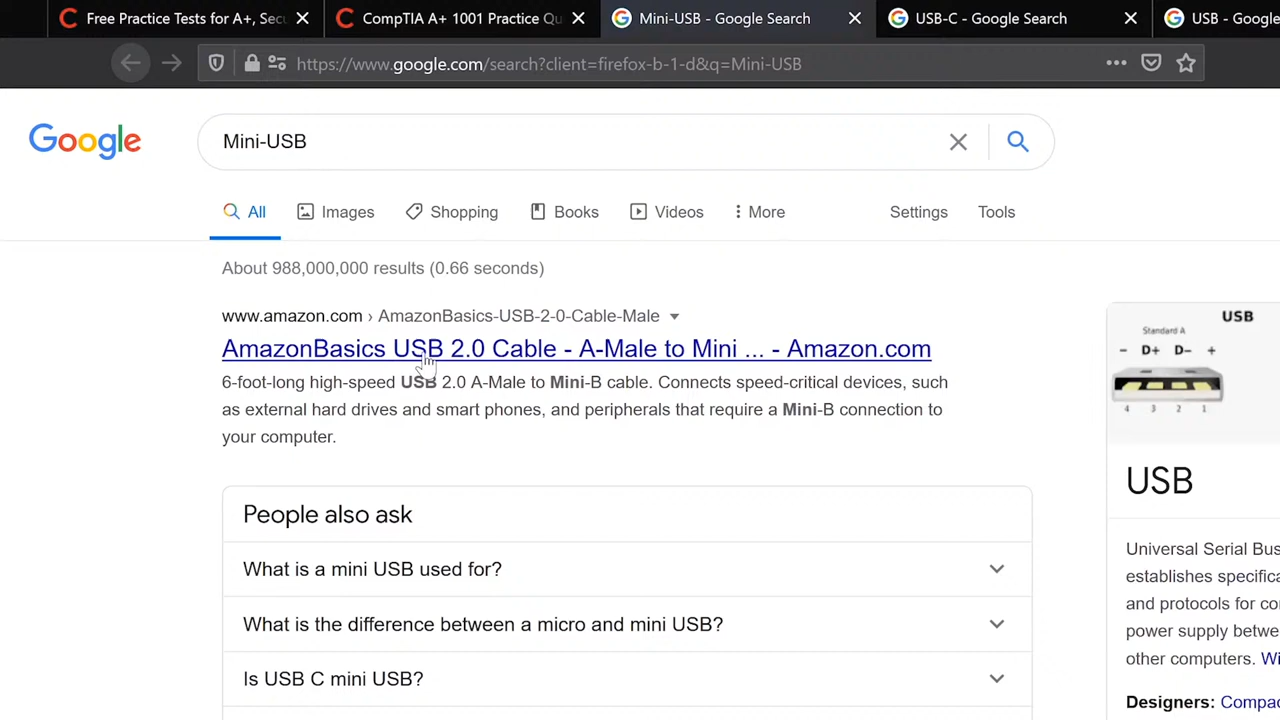 Free Practice Tests for A+, Secu
CompTIA A+ 1001 Practice Qu
Mini-USB - Google Search
USB-C - Google Search
USB - Google
https://www.google.com/search?client=firefox-b-1-d&q=Mini-USB
Google
Mini-USB
All
Images
Shopping
Books
Videos
More
Settings
Tools
About 988,000,000 results (0.66 seconds)
www.amazon.com › AmazonBasics-USB-2-0-Cable-Male
AmazonBasics USB 2.0 Cable - A-Male to Mini ... - Amazon.com
6-foot-long high-speed USB 2.0 A-Male to Mini-B cable. Connects speed-critical devices, such
as external hard drives and smart phones, and peripherals that require a Mini-B connection to
your computer.
People also ask
What is a mini USB used for?
What is the difference between a micro and mini USB?
Is USB C mini USB?
USB
Standard A
− D+ D− +
4 3 2 1
USB
Universal Serial Bus
establishes specifica
and protocols for co
power supply betwe
other computers. Wi
Designers: Compac